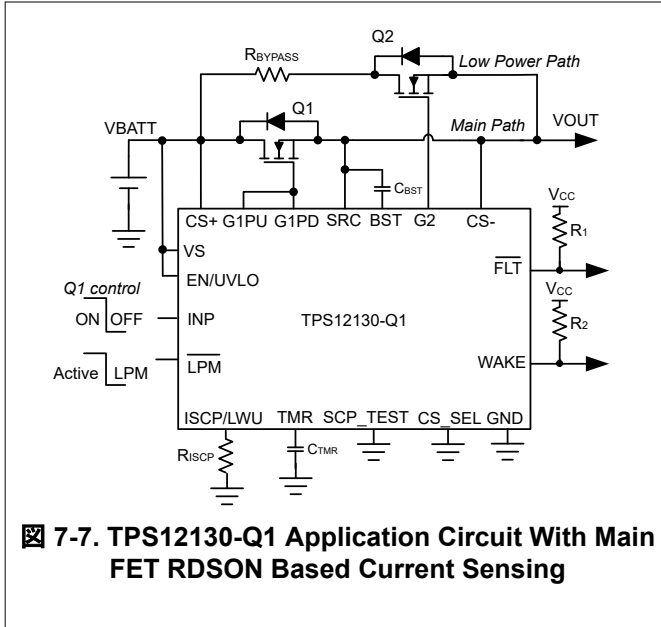 Q2
RBYPASS
Low Power Path
Q1
VBATT
Main Path
VOUT
CBST
CS+ G1PU G1PD SRC BST G2 CS-
VCC
R1
VS
FLT
EN/UVLO
Q1 control
VCC
ON OFF
INP
TPS12130-Q1
R2
Active LPM
LPM
WAKE
ISCP/LWU TMR SCP_TEST CS_SEL GND
RISCP
CTMR
図 7-7. TPS12130-Q1 Application Circuit With Main
FET RDSON Based Current Sensing